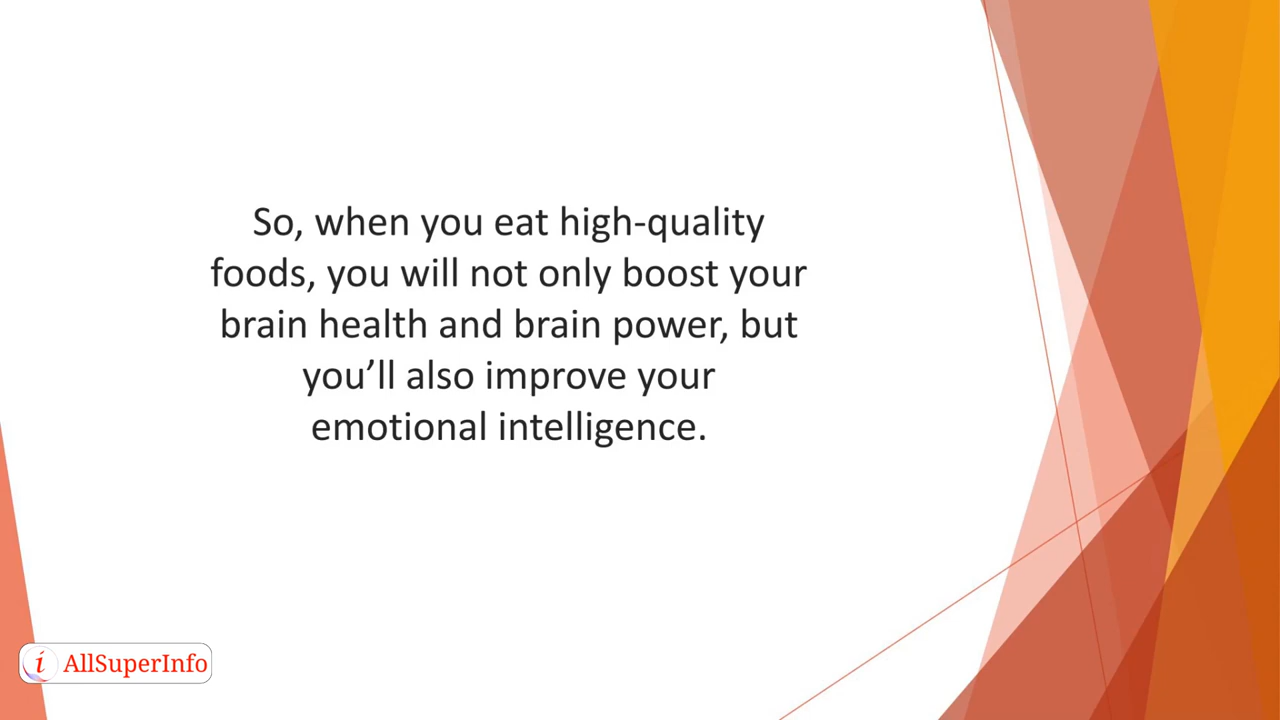 So, when you eat high-quality
foods, you will not only boost your
brain health and brain power, but
you’ll also improve your
emotional intelligence.
i AllSuperInfo